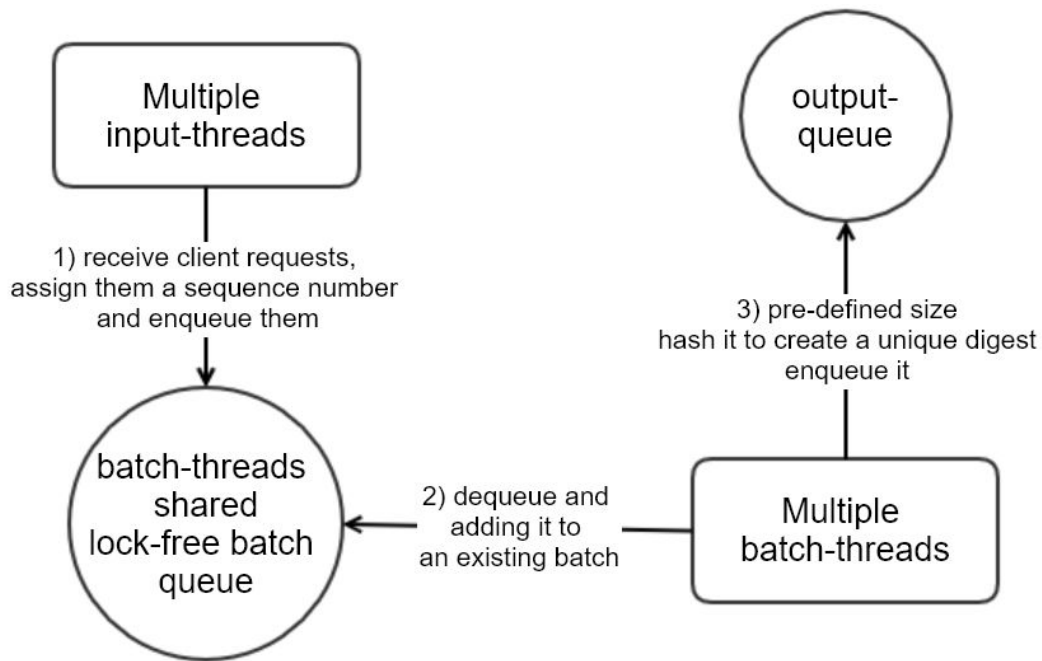 Multiple
input-threads
output-
queue
1) receive client requests,
assign them a sequence number
and enqueue them
3) pre-defined size
hash it to create a unique digest
enqueue it
batch-threads
shared
lock-free batch
queue
2) dequeue and
adding it to
an existing batch
Multiple
batch-threads